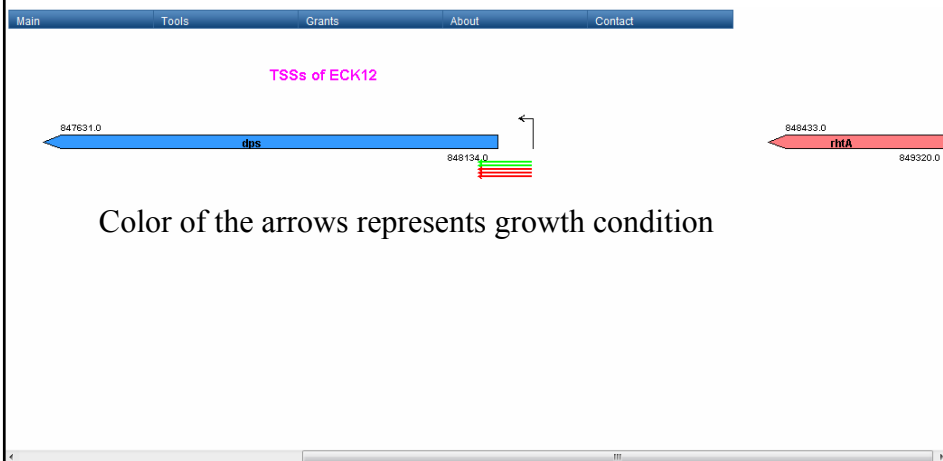 Main Tools Grants About Contact
TSSs of ECK12
847631.0 848433.0
dps rhtA
848134.0 849320.0
Color of the arrows represents growth condition